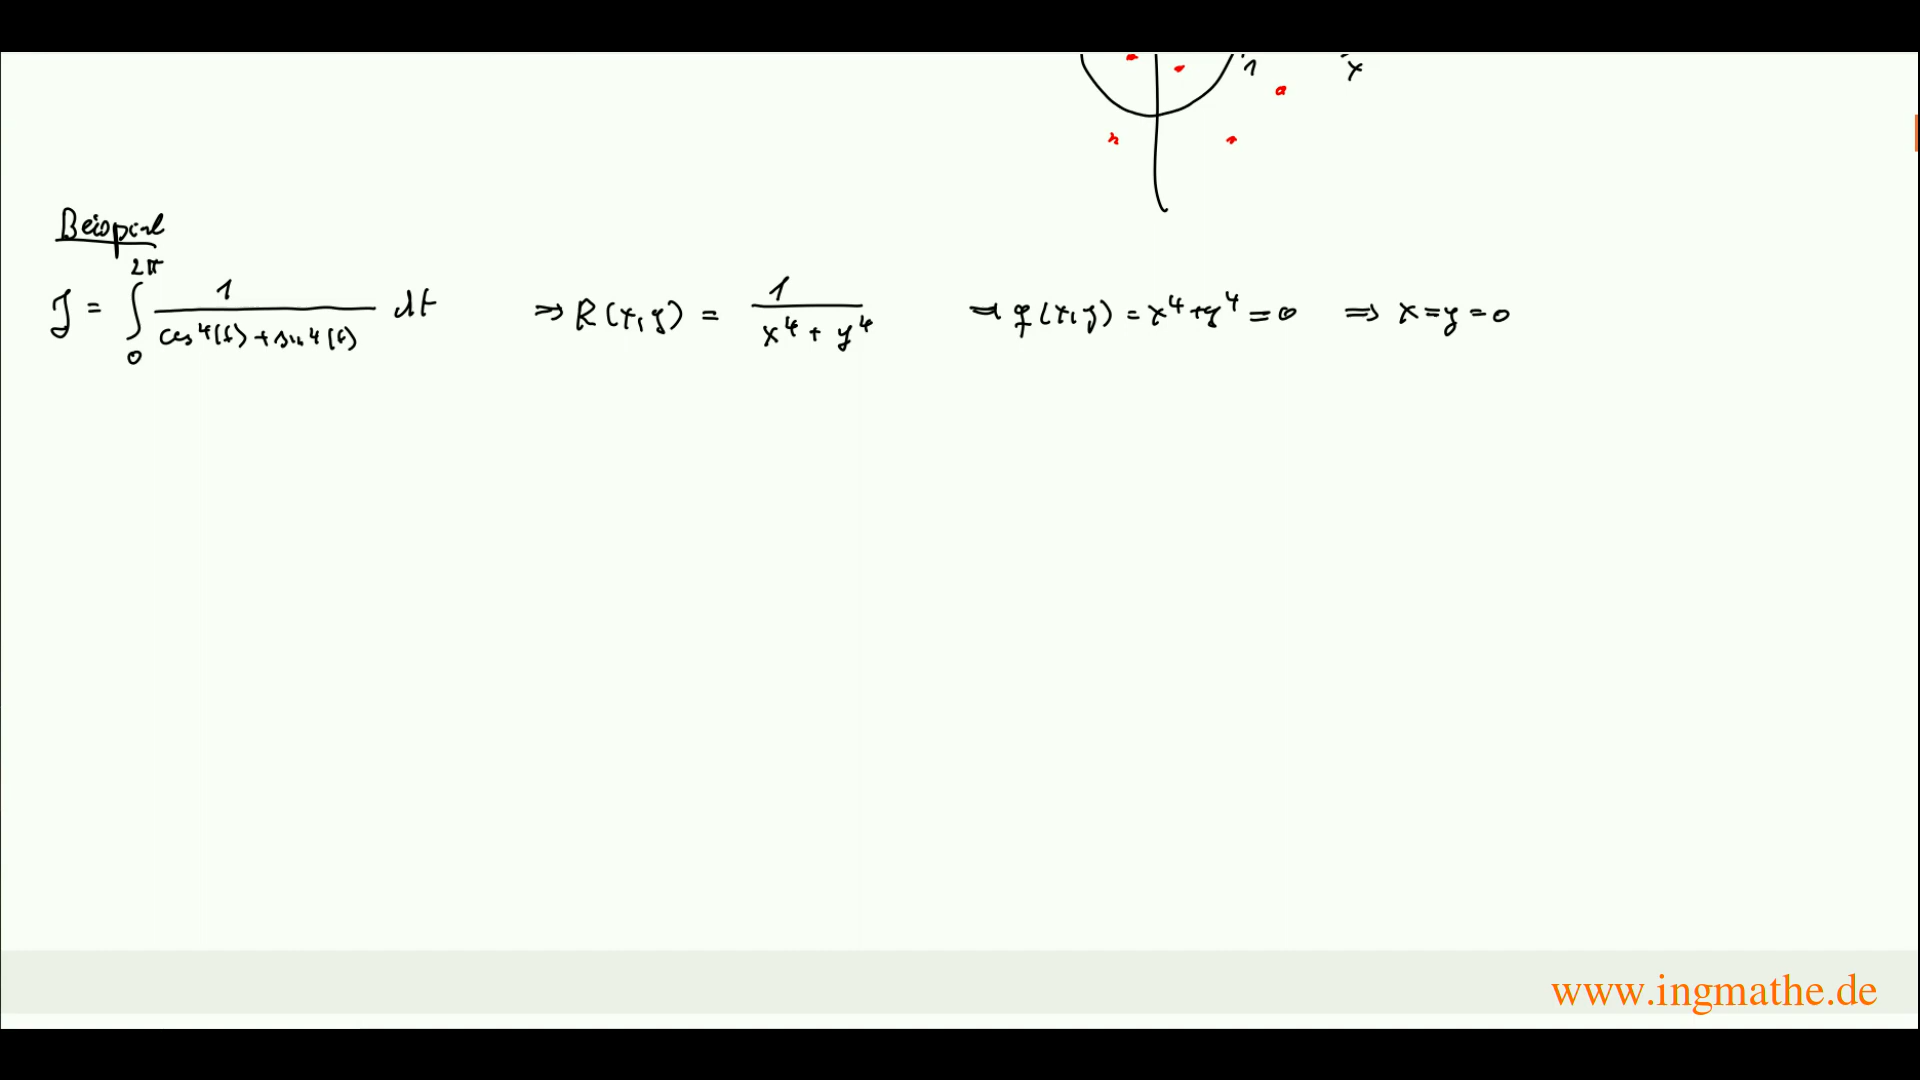 1
x
Beispiel
J = ∫₀^{2π} 1 / (cos⁴(t) + sin⁴(t)) dt ⇒ R(x,y) = 1 / (x⁴ + y⁴) ⇒ q(x,y) = x⁴ + y⁴ = 0 ⇒ x = y = 0
www.ingmathe.de